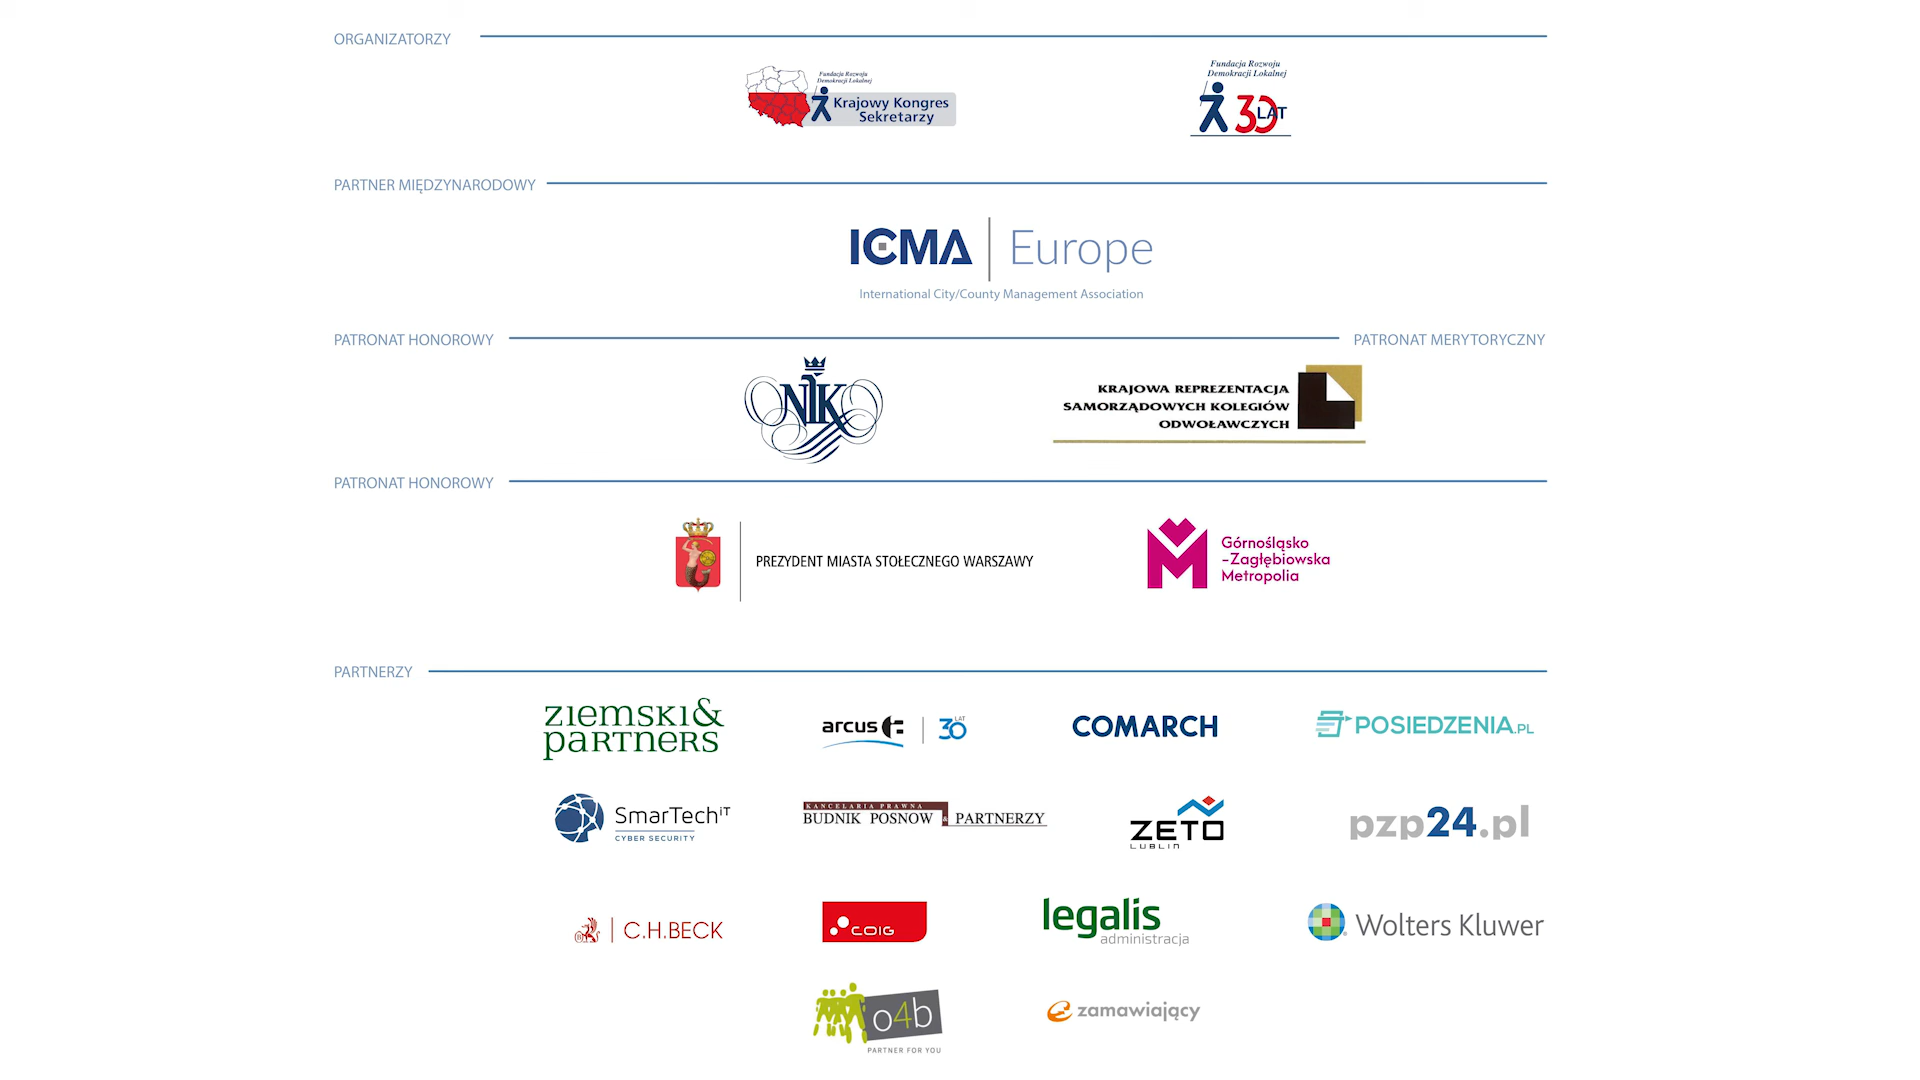 ORGANIZATORZY
Fundacja Rozwoju
Demokracji Lokalnej
Krajowy Kongres
Sekretarzy
Fundacja Rozwoju
Demokracji Lokalnej
30 LAT
PARTNER MIĘDZYNARODOWY
ICMA Europe
International City/County Management Association
PATRONAT HONOROWY
PATRONAT MERYTORYCZNY
NIK
KRAJOWA REPREZENTACJA
SAMORZĄDOWYCH KOLEGIÓW
ODWOŁAWCZYCH
PATRONAT HONOROWY
PREZYDENT MIASTA STOŁECZNEGO WARSZAWY
Górnośląsko
-Zagłębiowska
Metropolia
PARTNERZY
ziemski&
partners
arcus
30 LAT
COMARCH
POSIEDZENIA.PL
SmarTech iT
CYBER SECURITY
KANCELARIA PRAWNA
BUDNIK POSNOW & PARTNERZY
ZETO
LUBLIN
pzp24.pl
C.H.BECK
COIG
legalis
administracja
Wolters Kluwer
o4b
PARTNER FOR YOU
e zamawiający